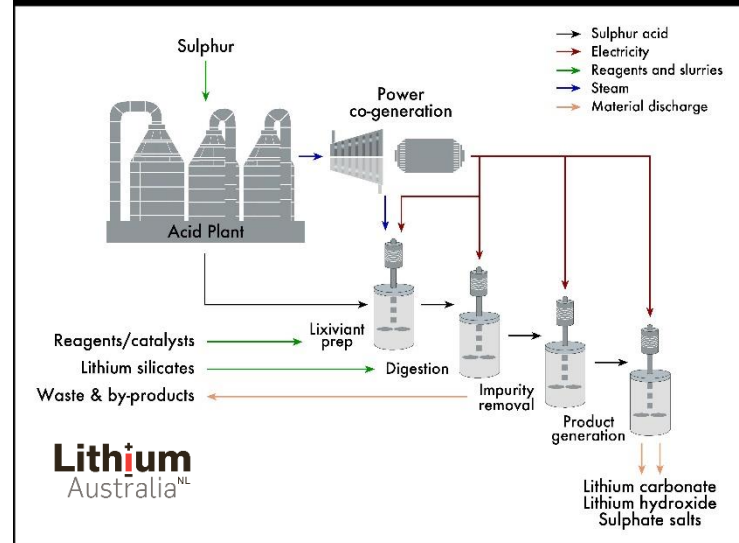 Sulphur
Sulphur acid
Electricity
Reagents and slurries
Steam
Material discharge
Power
co-generation
Acid Plant
Lixiviant
prep
Reagents/catalysts
Lithium silicates
Digestion
Waste & by-products
Impurity
removal
Product
generation
Lithium
Australia NL
Lithium carbonate
Lithium hydroxide
Sulphate salts